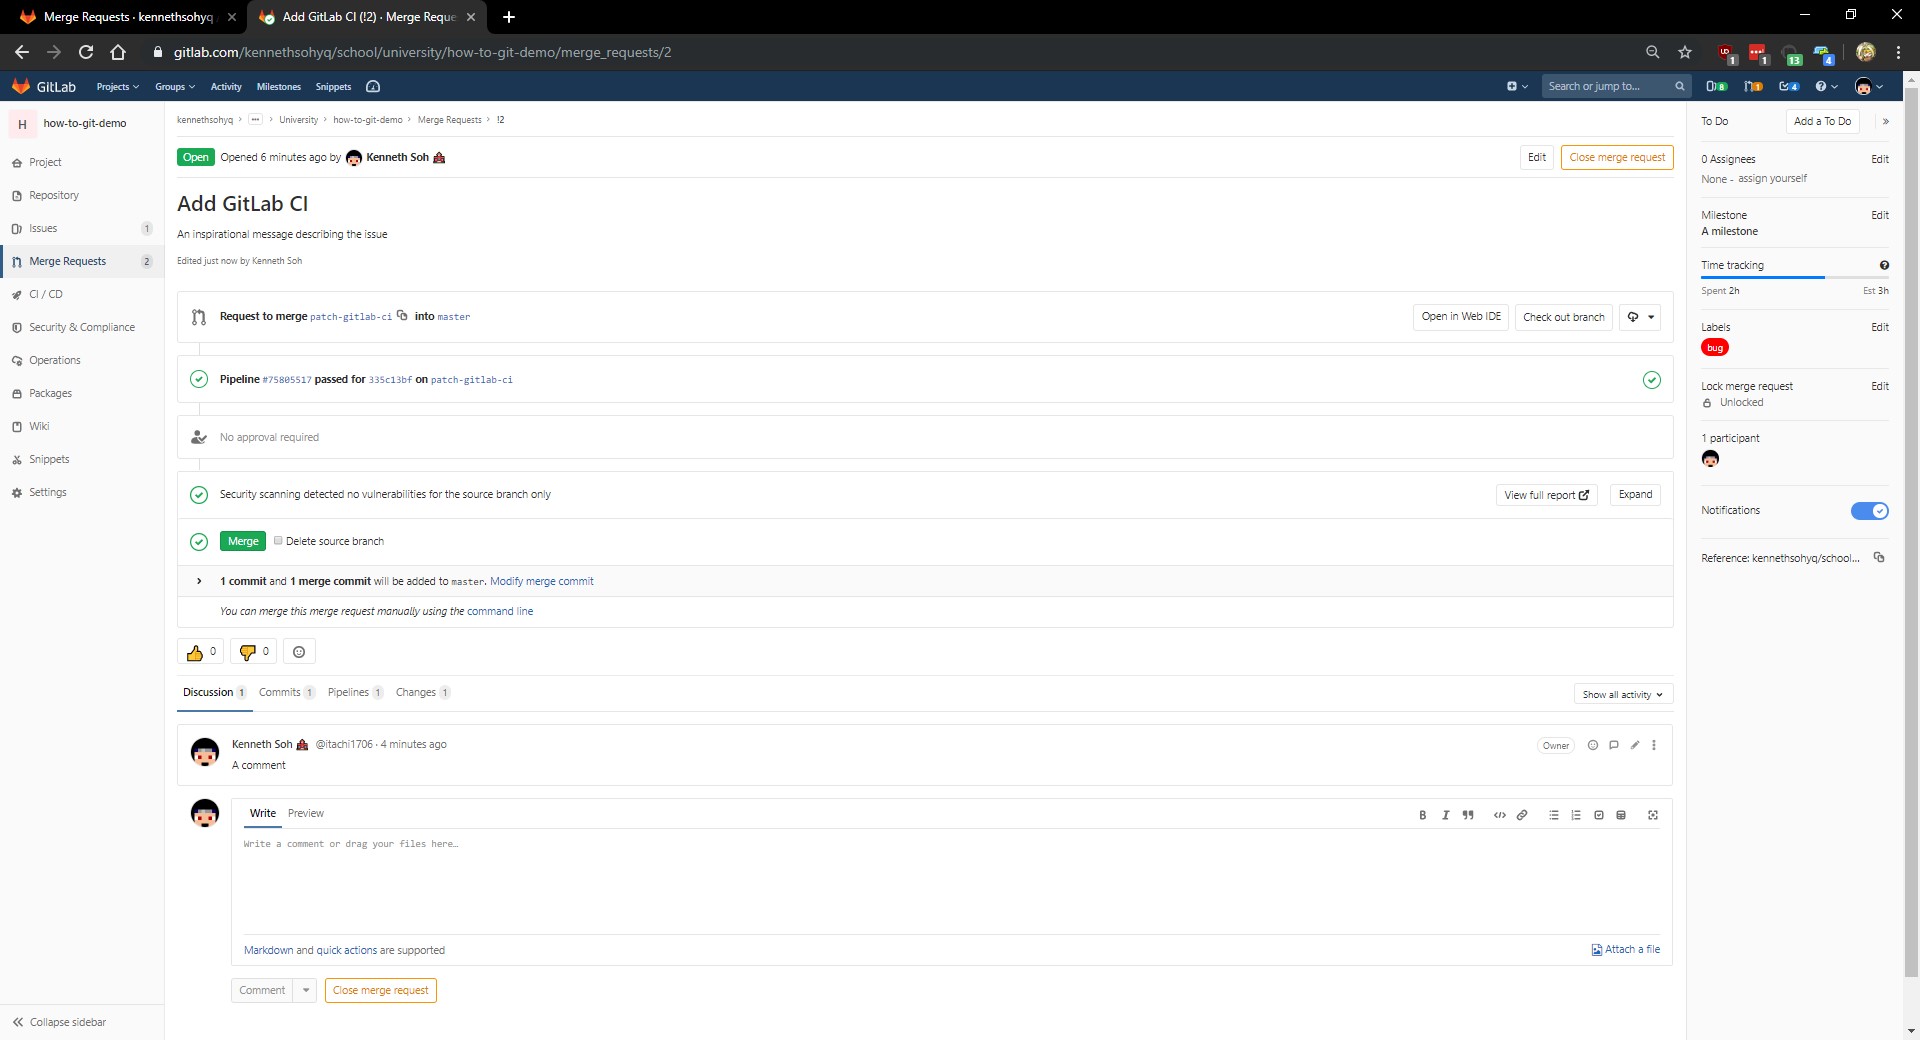 Merge Requests · kennethsohyq
Add GitLab CI (!2) · Merge Reque
gitlab.com/kennethsohyq/school/university/how-to-git-demo/merge_requests/2
1
1
13
4
GitLab
Projects
Groups
Activity
Milestones
Snippets
Search or jump to...
8
1
4
H
how-to-git-demo
Project
Repository
Issues 1
Merge Requests 2
CI / CD
Security & Compliance
Operations
Packages
Wiki
Snippets
Settings
Collapse sidebar
kennethsohyq > ... > University > how-to-git-demo > Merge Requests > !2
Open Opened 6 minutes ago by Kenneth Soh
Edit
Close merge request
Add GitLab CI
An inspirational message describing the issue
Edited just now by Kenneth Soh
Request to merge patch-gitlab-ci into master
Open in Web IDE
Check out branch
Pipeline #75805517 passed for 335c13bf on patch-gitlab-ci
No approval required
Security scanning detected no vulnerabilities for the source branch only
View full report
Expand
Merge Delete source branch
1 commit and 1 merge commit will be added to master. Modify merge commit
You can merge this merge request manually using the command line
0
0
Discussion 1
Commits 1
Pipelines 1
Changes 1
Show all activity
Kenneth Soh @itachi1706 · 4 minutes ago
Owner
A comment
Write
Preview
B I
Write a comment or drag your files here…
Markdown and quick actions are supported
Attach a file
Comment
Close merge request
To Do
Add a To Do
»
0 Assignees
Edit
None - assign yourself
Milestone
Edit
A milestone
Time tracking
Spent 2h
Est 3h
Labels
Edit
bug
Lock merge request
Edit
Unlocked
1 participant
Notifications
Reference: kennethsohyq/school...